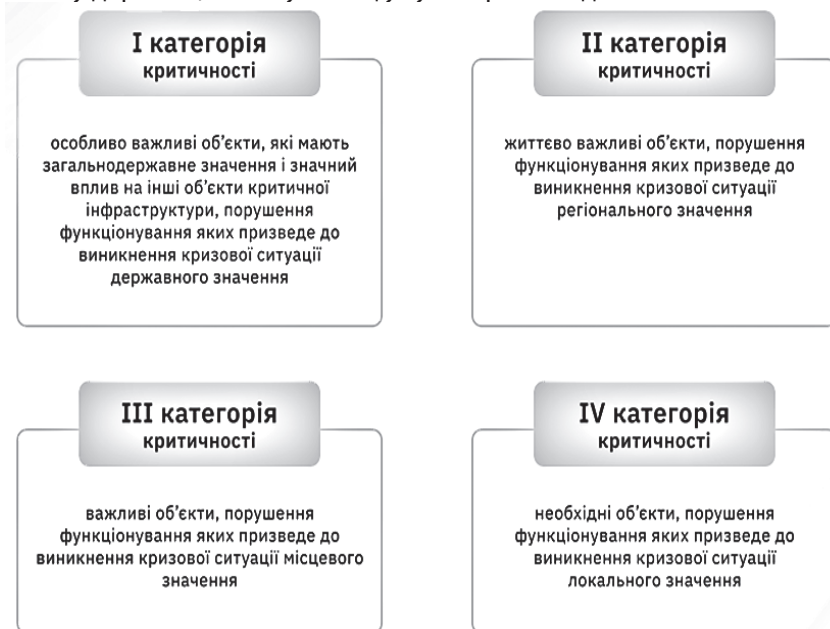 І категорія
критичності
особливо важливі об’єкти, які мають
загальнодержавне значення і значний
вплив на інші об’єкти критичної
інфраструктури, порушення
функціонування яких призведе до
виникнення кризової ситуації
державного значення
ІІ категорія
критичності
життєво важливі об’єкти, порушення
функціонування яких призведе до
виникнення кризової ситуації
регіонального значення
ІІІ категорія
критичності
важливі об’єкти, порушення
функціонування яких призведе до
виникнення кризової ситуації місцевого
значення
IV категорія
критичності
необхідні об’єкти, порушення
функціонування яких призведе до
виникнення кризової ситуації
локального значення